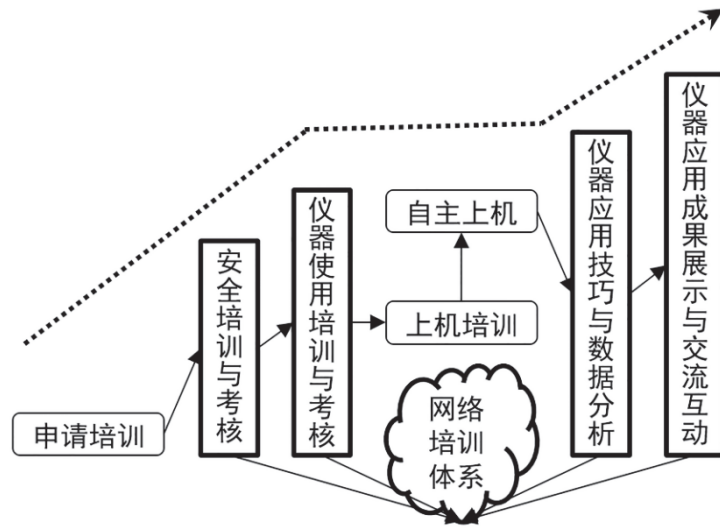 申请培训
安全培训与考核
仪器使用培训与考核
上机培训
自主上机
仪器应用技巧与数据分析
仪器应用成果展示与交流互动
网络
培训
体系